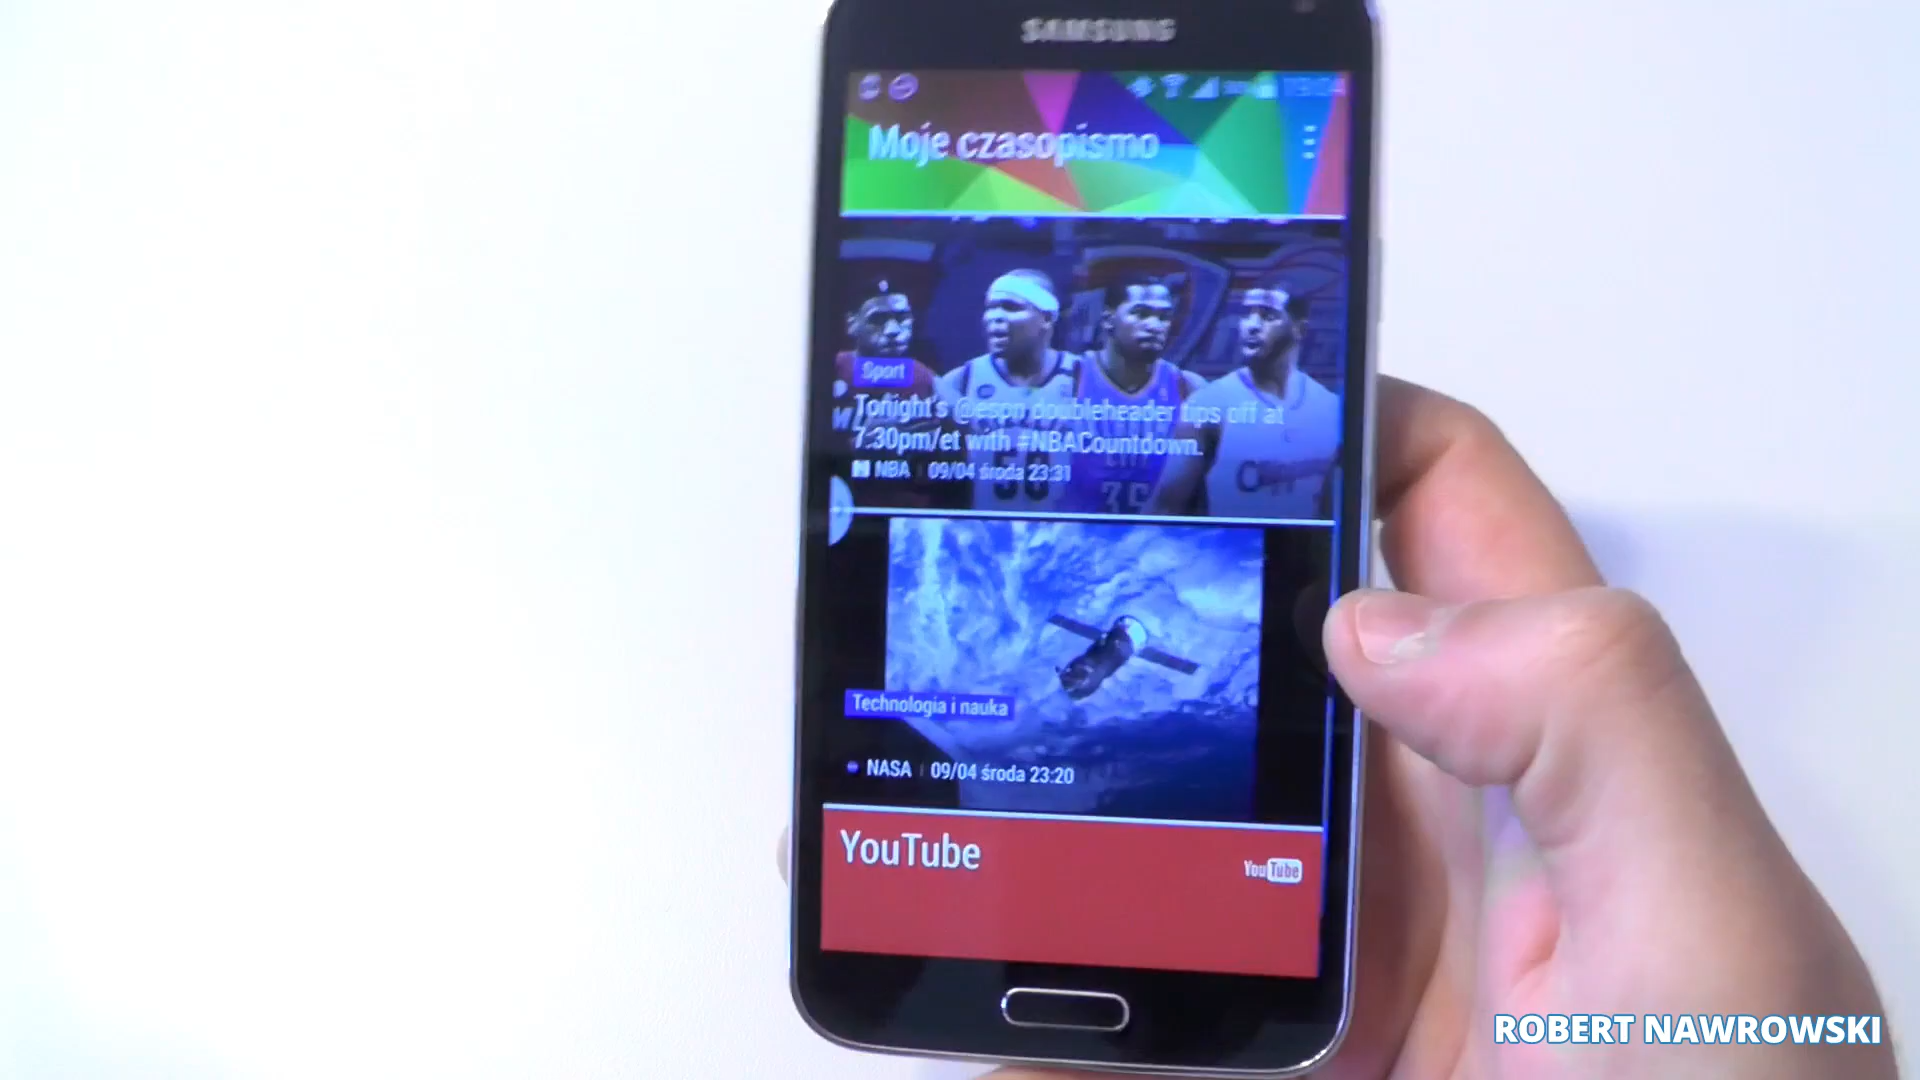 SAMSUNG
Moje czasopismo
Sport
Tonight's @espn doubleheader tips off at
7:30pm/et with #NBACountdown.
NBA 09/04 środa 23:31
Technologia i nauka
NASA 09/04 środa 23:20
YouTube
YouTube
ROBERT NAWROWSKI